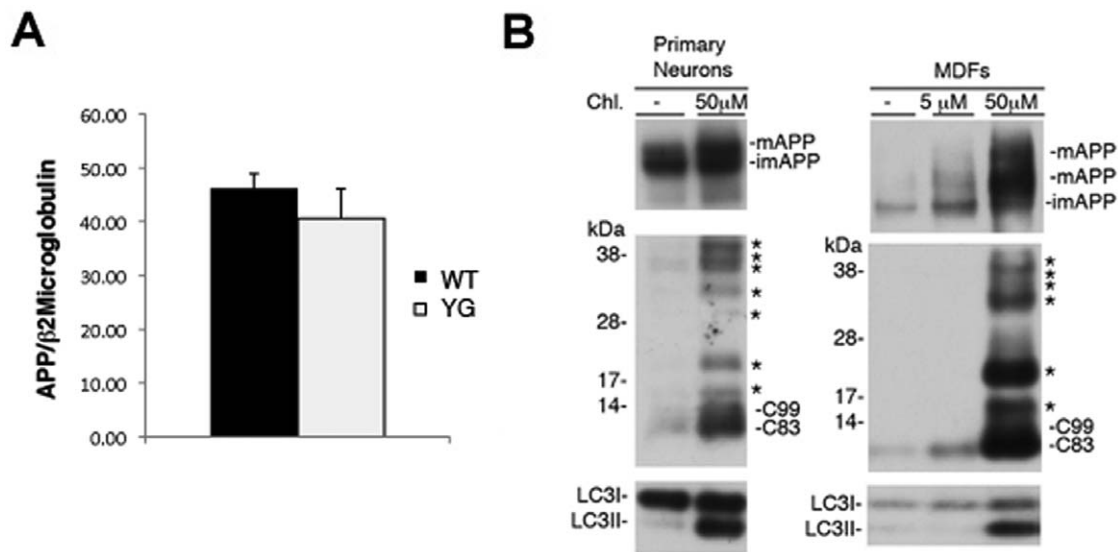 A
APP/β2Microglobulin
60.00
50.00
40.00
30.00
20.00
10.00
0.00
WT
YG
B
Primary
Neurons
Chl.
- 50μM
-mAPP
-imAPP
kDa
38-
28-
17-
14-
*
*
*
*
*
*
*
-C99
-C83
LC3I-
LC3II-
MDFs
- 5 μM 50μM
-mAPP
-mAPP
-imAPP
kDa
38-
28-
17-
14-
*
*
*
*
*
*
-C99
-C83
LC3I-
LC3II-